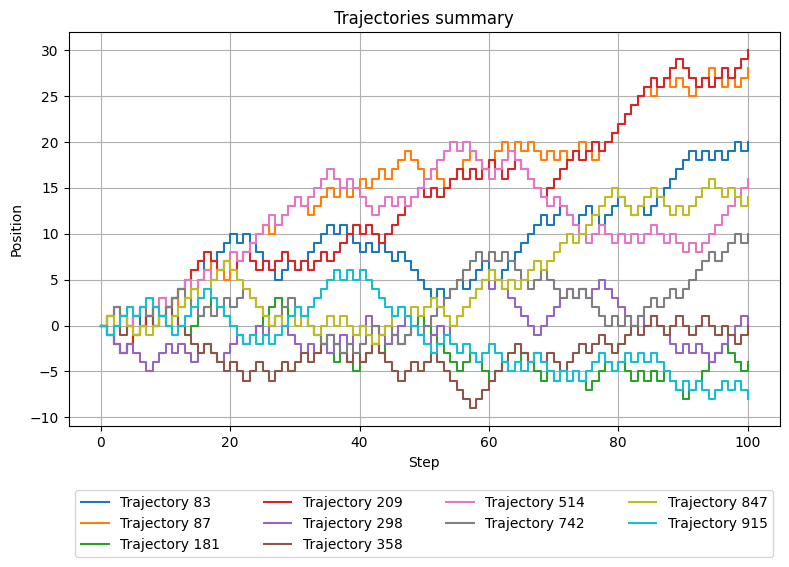 Trajectories summary
Position
30
25
20
15
10
5
0
−5
−10
0 20 40 60 80 100
Step
Trajectory 83 Trajectory 209 Trajectory 514 Trajectory 847
Trajectory 87 Trajectory 298 Trajectory 742 Trajectory 915
Trajectory 181 Trajectory 358